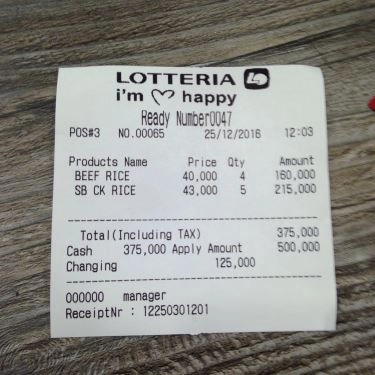 LOTTERIA
i'm ♡ happy
Ready Number0047
POS#3 NO.00065 25/12/2016 12:03
Products Name Price Qty Amount
BEEF RICE 40,000 4 160,000
SB CK RICE 43,000 5 215,000
Total(Including TAX) 375,000
Cash 375,000 Apply Amount 500,000
Changing 125,000
000000 manager
ReceiptNr : 12250301201